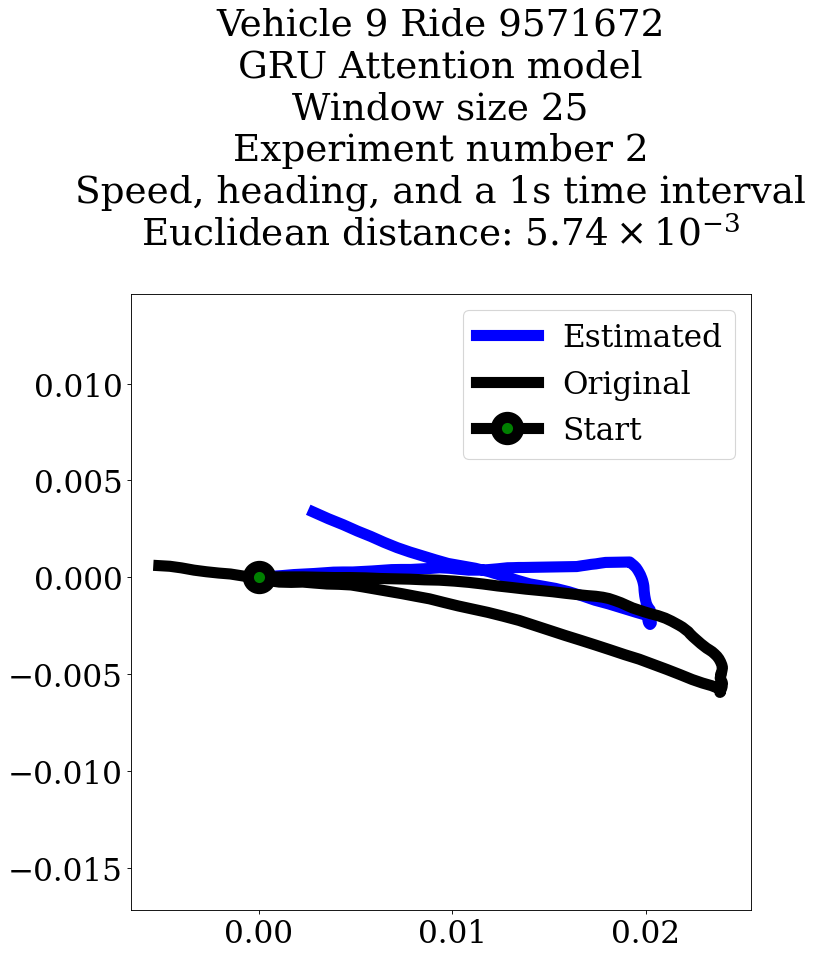 Vehicle 9 Ride 9571672
GRU Attention model
Window size 25
Experiment number 2
Speed, heading, and a 1s time interval
Euclidean distance: 5.74 × 10⁻³
Estimated
Original
Start
0.010
0.005
0.000
−0.005
−0.010
−0.015
0.00
0.01
0.02